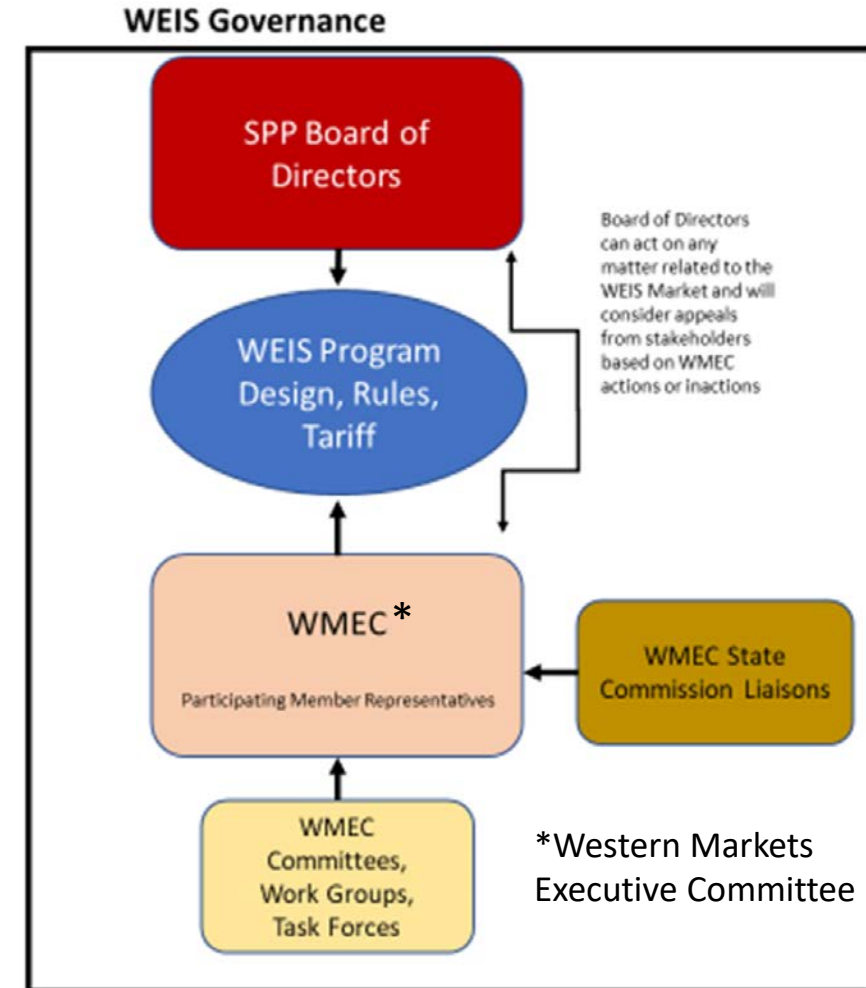 WEIS Governance
SPP Board of
Directors
Board of Directors
can act on any
matter related to the
WEIS Market and will
consider appeals
from stakeholders
based on WMEC
actions or inactions
WEIS Program
Design, Rules,
Tariff
WMEC*
Participating Member Representatives
WMEC State
Commission Liaisons
WMEC
Committees,
Work Groups,
Task Forces
*Western Markets
Executive Committee